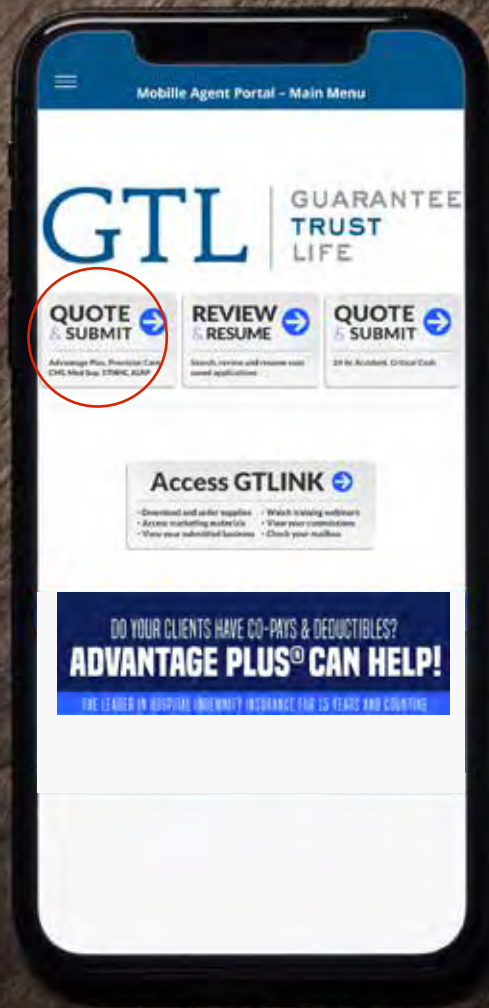 Mobille Agent Portal – Main Menu
GTL
GUARANTEE
TRUST
LIFE
QUOTE
& SUBMIT
Advantage Plus, Precision Care,
CHS, Med Sup, STHHC,
REVIEW
& RESUME
Search, review and resume your
saved applications
QUOTE
& SUBMIT
24 Hr Accident, Critical Cash
Access GTLINK
• Download and order supplies
• Access marketing materials
• View your submitted business
• Watch training webinars
• View your commissions
• Check your mailbox
DO YOUR CLIENTS HAVE CO-PAYS & DEDUCTIBLES?
ADVANTAGE PLUS® CAN HELP!
THE LEADER IN HOSPITAL INDEMNITY INSURANCE FOR 15 YEARS AND COUNTING